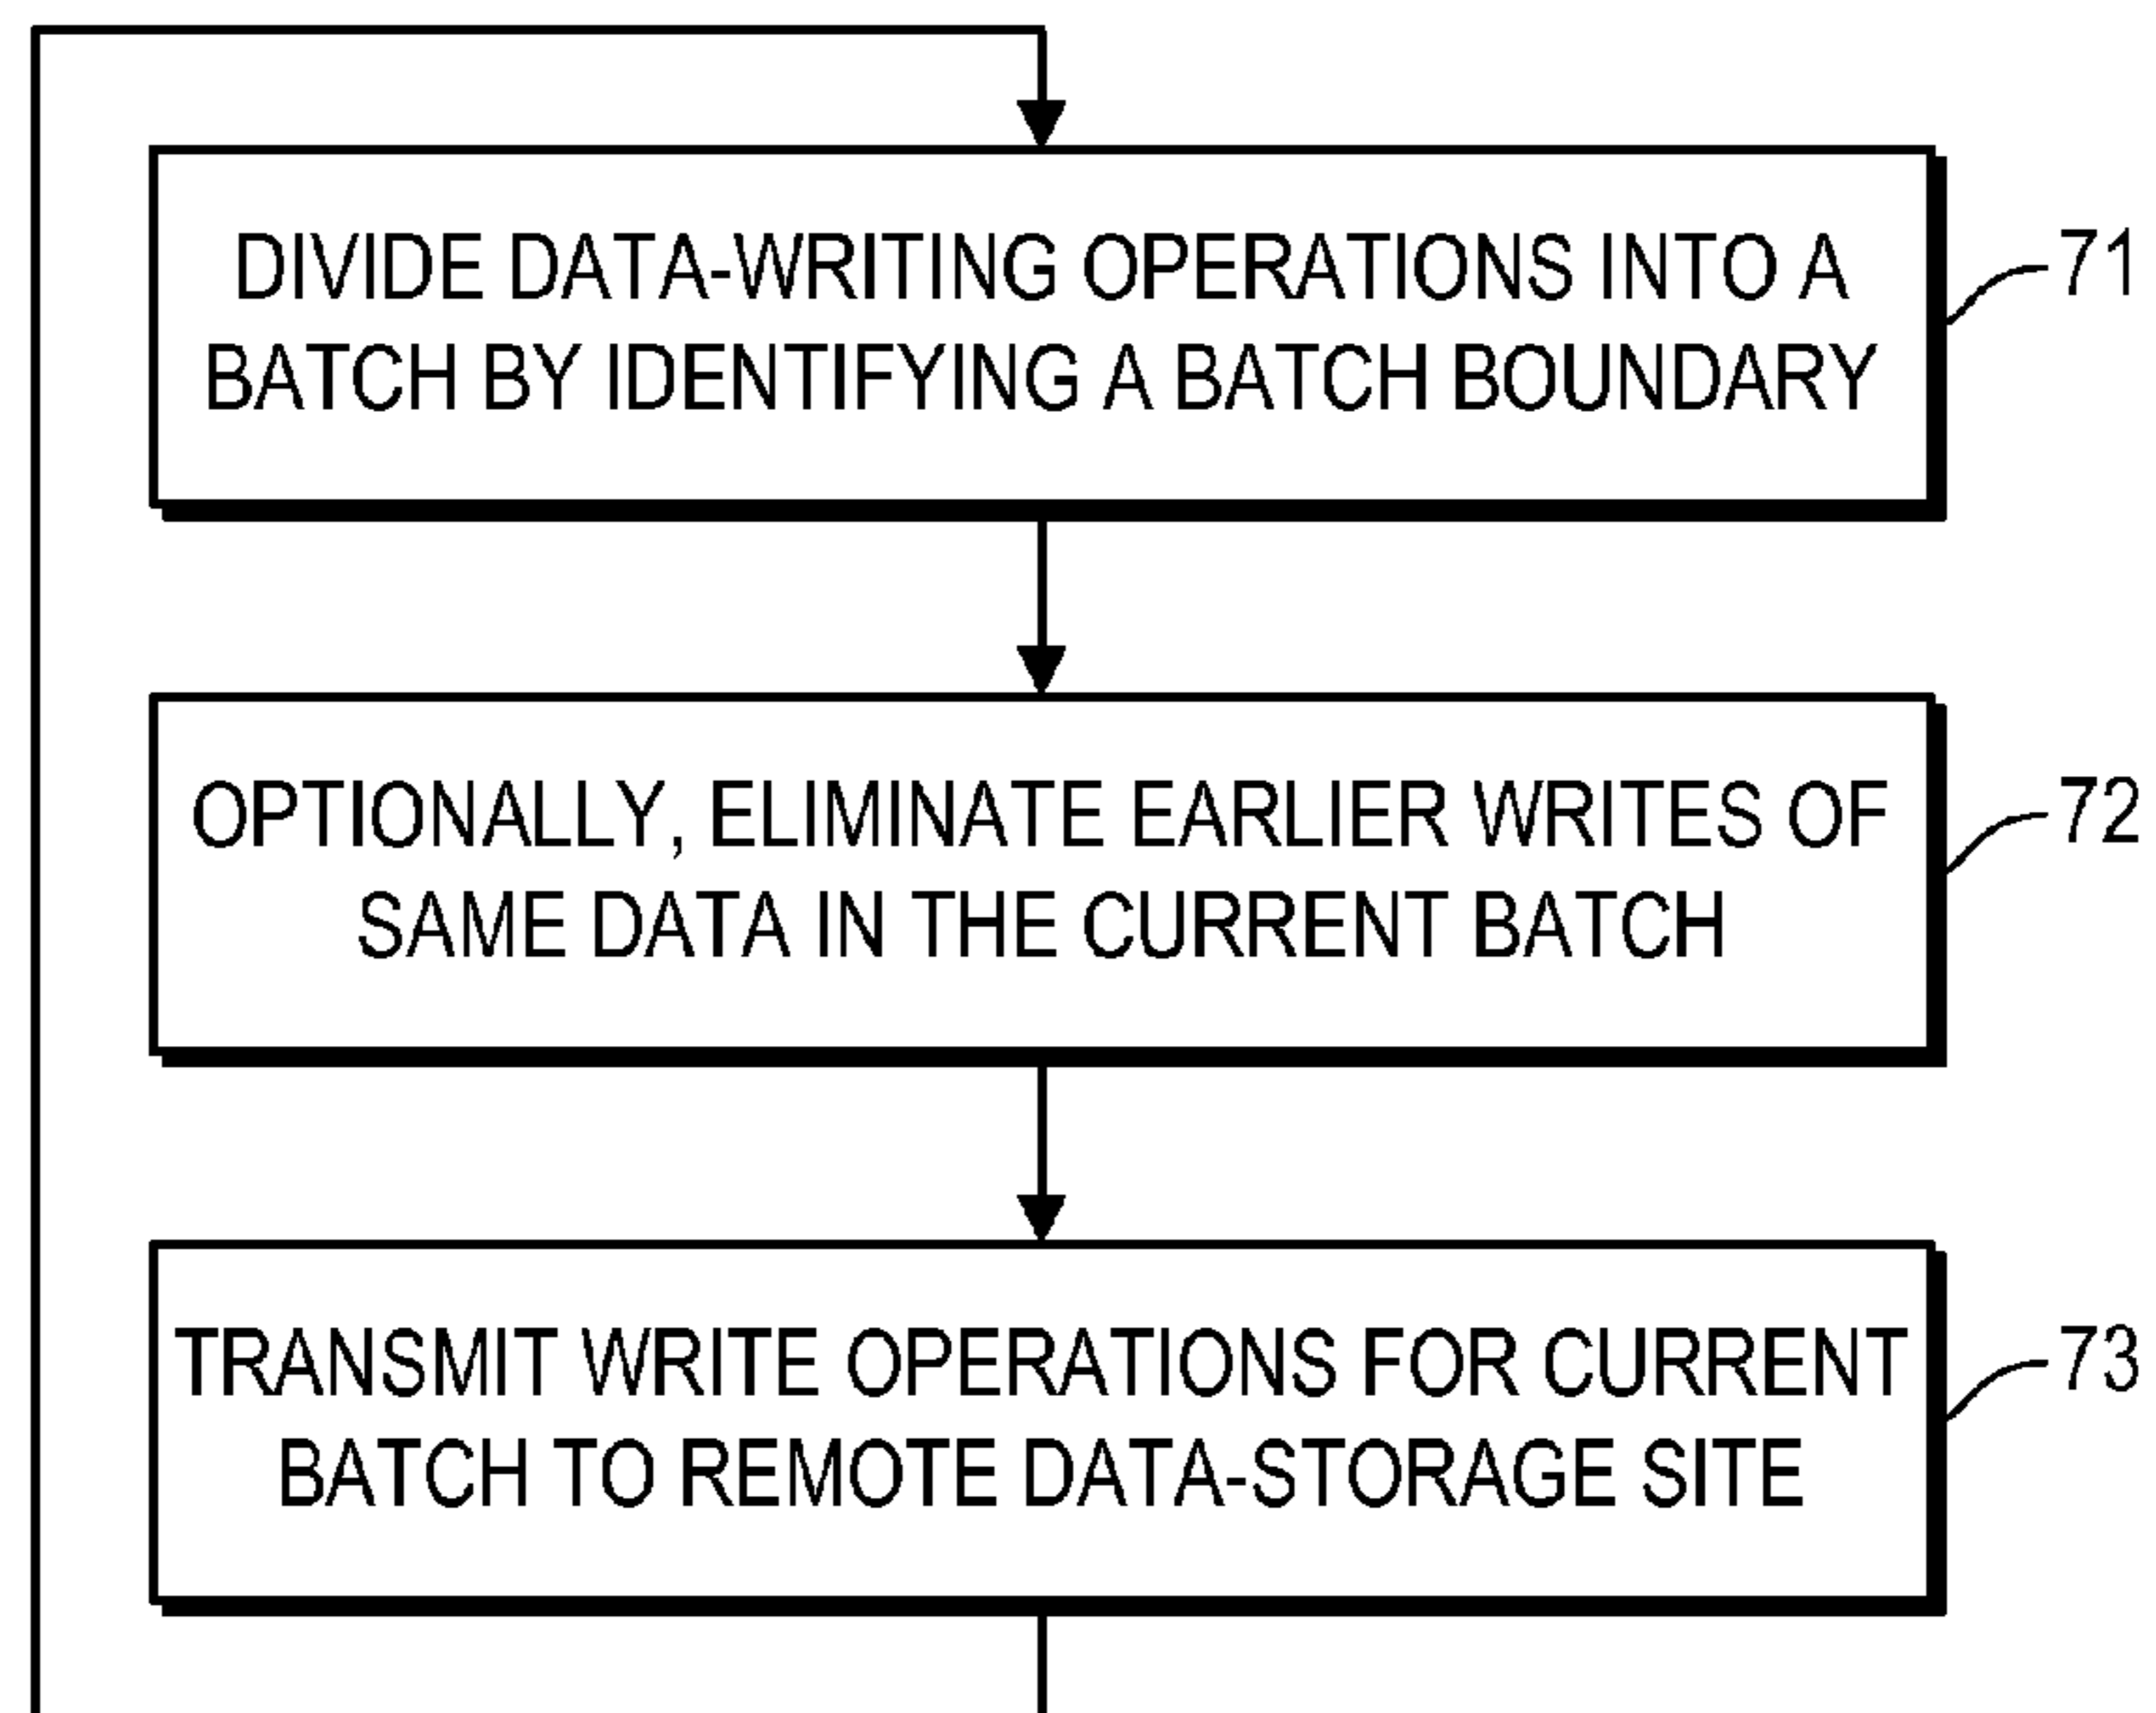 DIVIDE DATA-WRITING OPERATIONS INTO A
BATCH BY IDENTIFYING A BATCH BOUNDARY
71
OPTIONALLY, ELIMINATE EARLIER WRITES OF
SAME DATA IN THE CURRENT BATCH
72
TRANSMIT WRITE OPERATIONS FOR CURRENT
BATCH TO REMOTE DATA-STORAGE SITE
73